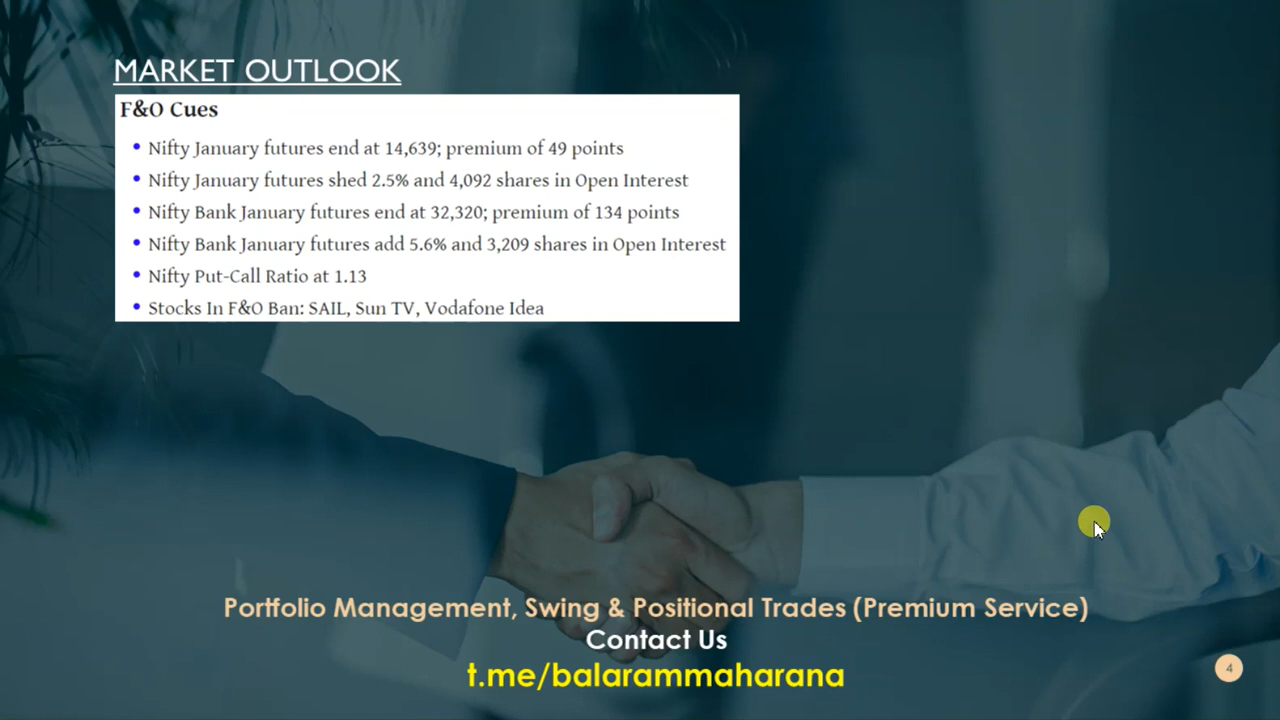 MARKET OUTLOOK
F&O Cues
• Nifty January futures end at 14,639; premium of 49 points
• Nifty January futures shed 2.5% and 4,092 shares in Open Interest
• Nifty Bank January futures end at 32,320; premium of 134 points
• Nifty Bank January futures add 5.6% and 3,209 shares in Open Interest
• Nifty Put-Call Ratio at 1.13
• Stocks In F&O Ban: SAIL, Sun TV, Vodafone Idea
Portfolio Management, Swing & Positional Trades (Premium Service)
Contact Us
t.me/balarammaharana
4